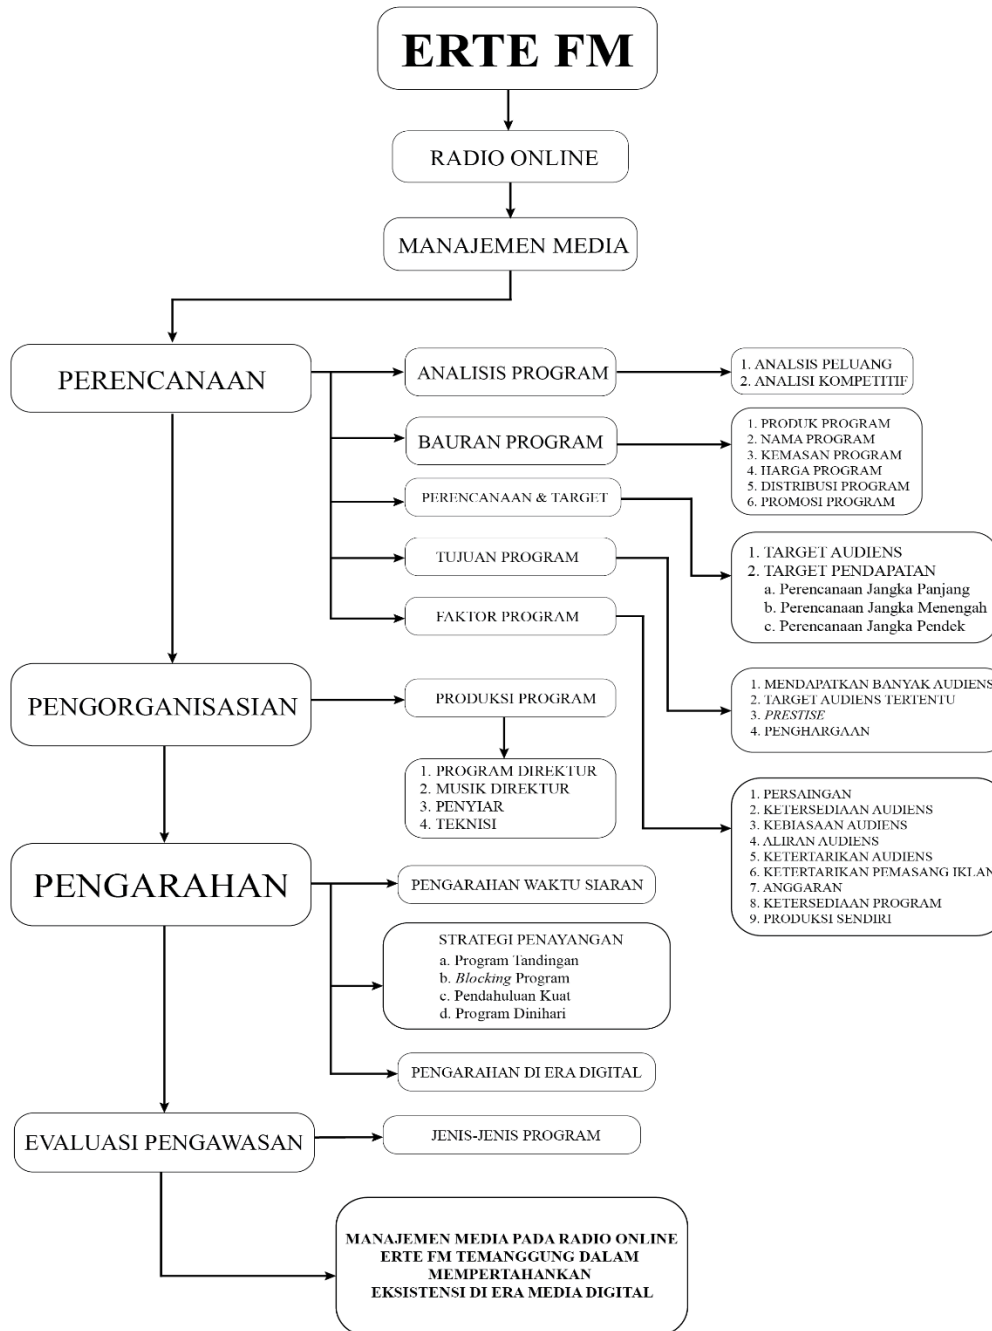 ERTE FM
RADIO ONLINE
MANAJEMEN MEDIA
PERENCANAAN
ANALISIS PROGRAM
1. ANALSIS PELUANG
2. ANALISI KOMPETITIF
BAURAN PROGRAM
1. PRODUK PROGRAM
2. NAMA PROGRAM
3. KEMASAN PROGRAM
4. HARGA PROGRAM
5. DISTRIBUSI PROGRAM
6. PROMOSI PROGRAM
PERENCANAAN & TARGET
1. TARGET AUDIENS
2. TARGET PENDAPATAN
a. Perencanaan Jangka Panjang
b. Perencanaan Jangka Menengah
c. Perencanaan Jangka Pendek
TUJUAN PROGRAM
1. MENDAPATKAN BANYAK AUDIENS
2. TARGET AUDIENS TERTENTU
3. PRESTISE
4. PENGHARGAAN
FAKTOR PROGRAM
1. PERSAINGAN
2. KETERSEDIAAN AUDIENS
3. KEBIASAAN AUDIENS
4. ALIRAN AUDIENS
5. KETERTARIKAN AUDIENS
6. KETERTARIKAN PEMASANG IKLAN
7. ANGGARAN
8. KETERSEDIAAN PROGRAM
9. PRODUKSI SENDIRI
PENGORGANISASIAN
PRODUKSI PROGRAM
1. PROGRAM DIREKTUR
2. MUSIK DIREKTUR
3. PENYIAR
4. TEKNISI
PENGARAHAN
PENGARAHAN WAKTU SIARAN
STRATEGI PENAYANGAN
a. Program Tandingan
b. Blocking Program
c. Pendahuluan Kuat
d. Program Dinihari
PENGARAHAN DI ERA DIGITAL
EVALUASI PENGAWASAN
JENIS-JENIS PROGRAM
MANAJEMEN MEDIA PADA RADIO ONLINE
ERTE FM TEMANGGUNG DALAM
MEMPERTAHANKAN
EKSISTENSI DI ERA MEDIA DIGITAL